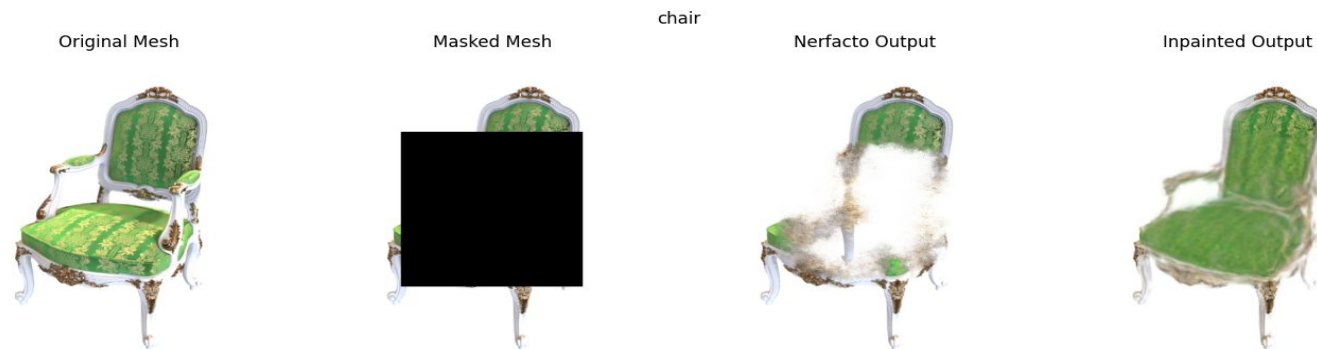 chair
Original Mesh
Masked Mesh
Nerfacto Output
Inpainted Output